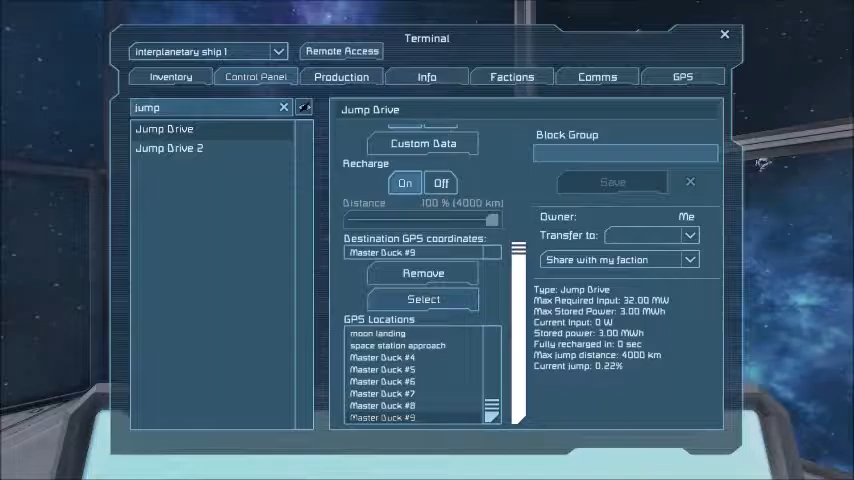 Terminal
Interplanetary ship 1
Remote Access
Inventory
Control Panel
Production
Info
Factions
Comms
GPS
jump
Jump Drive
Jump Drive 2
Jump Drive
Custom Data
Recharge
On
Off
Distance
100 % (4000 km)
Destination GPS coordinates:
Master Duck #9
Remove
Select
GPS Locations
moon landing
space station approach
Master Duck #4
Master Duck #5
Master Duck #6
Master Duck #7
Master Duck #8
Master Duck #9
Block Group
Save
Owner: Me
Transfer to:
Share with my faction
Type: Jump Drive
Max Required Input: 32.00 MW
Max Stored Power: 3.00 MWh
Current Input: 0 W
Stored power: 3.00 MWh
Fully recharged in: 0 sec
Max jump distance: 4000 km
Current jump: 0.22%